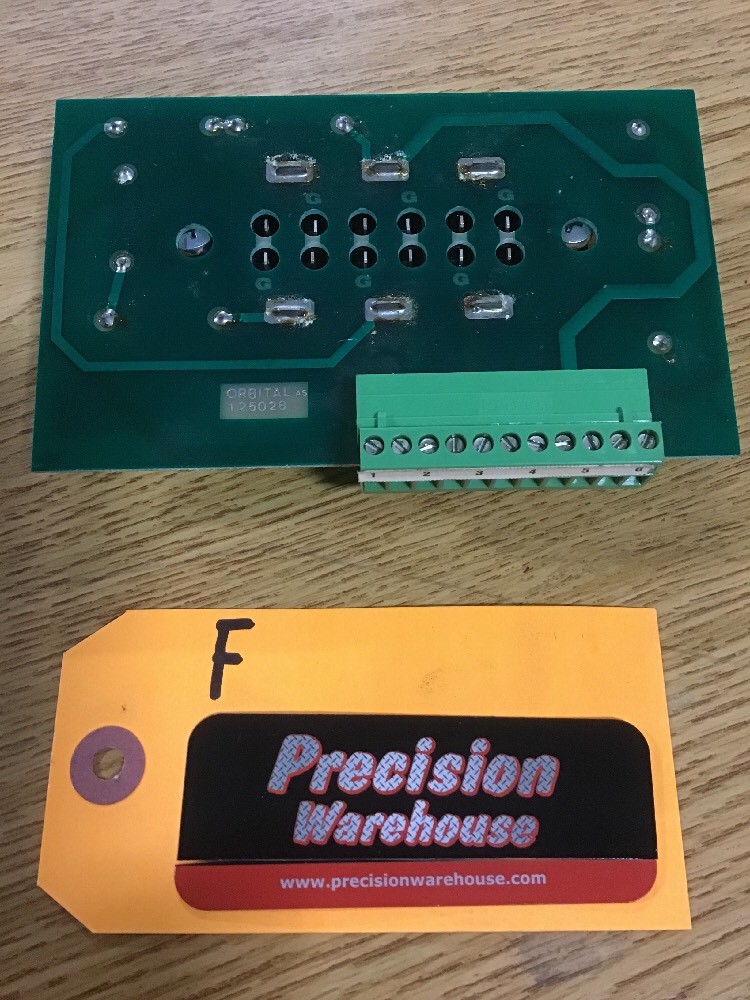 G G G
G G G
ORBITAL AS
125028
1 2 3 4 5 6
F
Precision
Warehouse
www.precisionwarehouse.com